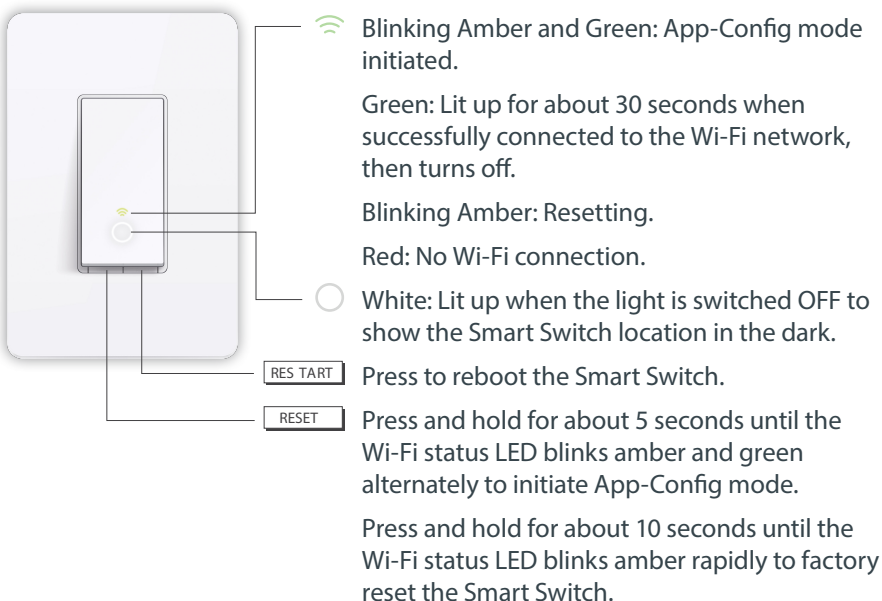 Blinking Amber and Green: App-Config mode
initiated.
Green: Lit up for about 30 seconds when
successfully connected to the Wi-Fi network,
then turns off.
Blinking Amber: Resetting.
Red: No Wi-Fi connection.
White: Lit up when the light is switched OFF to
show the Smart Switch location in the dark.
RES TART Press to reboot the Smart Switch.
RESET Press and hold for about 5 seconds until the
Wi-Fi status LED blinks amber and green
alternately to initiate App-Config mode.
Press and hold for about 10 seconds until the
Wi-Fi status LED blinks amber rapidly to factory
reset the Smart Switch.